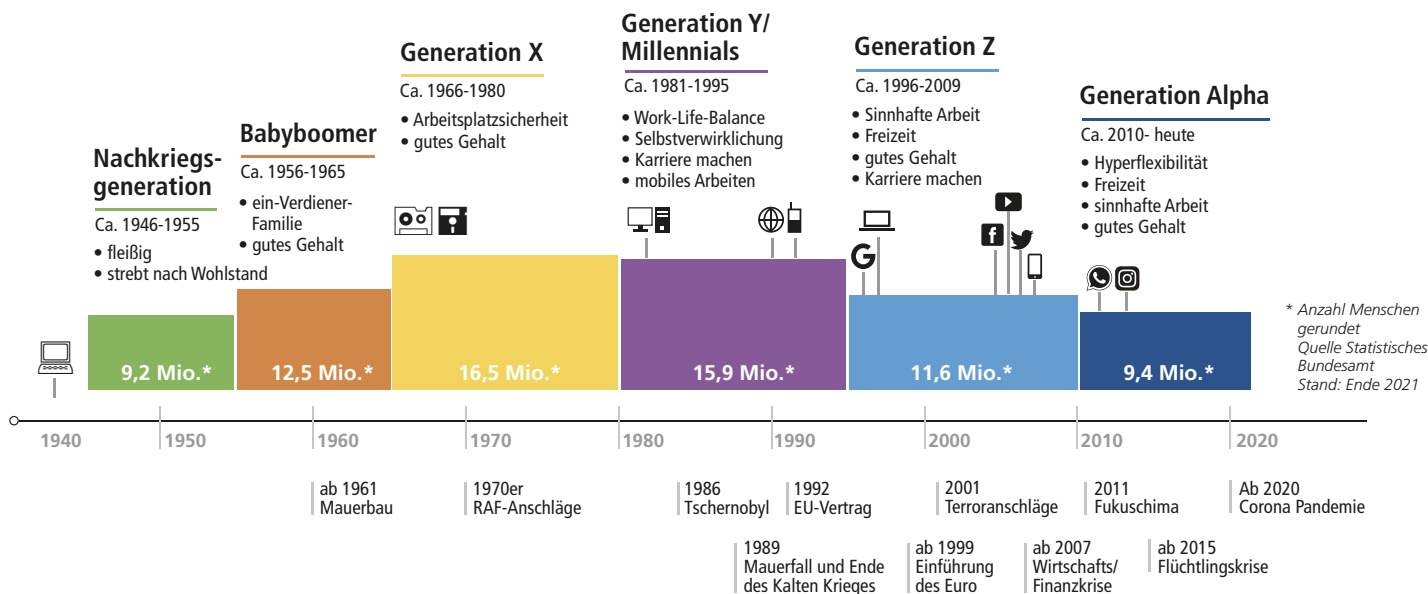 Nachkriegs-
generation
Ca. 1946-1955
• fleißig
• strebt nach Wohlstand
Babyboomer
Ca. 1956-1965
• ein-Verdiener-
Familie
• gutes Gehalt
Generation X
Ca. 1966-1980
• Arbeitsplatzsicherheit
• gutes Gehalt
Generation Y/
Millennials
Ca. 1981-1995
• Work-Life-Balance
• Selbstverwirklichung
• Karriere machen
• mobiles Arbeiten
Generation Z
Ca. 1996-2009
• Sinnhafte Arbeit
• Freizeit
• gutes Gehalt
• Karriere machen
Generation Alpha
Ca. 2010- heute
• Hyperflexibilität
• Freizeit
• sinnhafte Arbeit
• gutes Gehalt
9,2 Mio.*
12,5 Mio.*
16,5 Mio.*
15,9 Mio.*
11,6 Mio.*
9,4 Mio.*
* Anzahl Menschen
gerundet
Quelle Statistisches
Bundesamt
Stand: Ende 2021
1940
1950
1960
1970
1980
1990
2000
2010
2020
ab 1961
Mauerbau
1970er
RAF-Anschläge
1986
Tschernobyl
1992
EU-Vertrag
2001
Terroranschläge
2011
Fukuschima
Ab 2020
Corona Pandemie
1989
Mauerfall und Ende
des Kalten Krieges
ab 1999
Einführung
des Euro
ab 2007
Wirtschafts/
Finanzkrise
ab 2015
Flüchtlingskrise